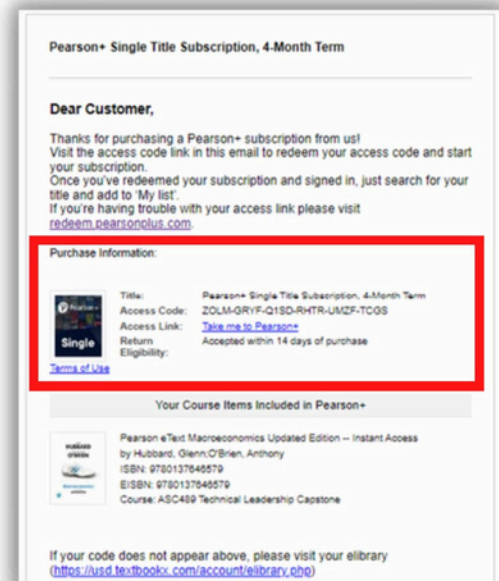 Pearson+ Single Title Subscription, 4-Month Term
Dear Customer,
Thanks for purchasing a Pearson+ subscription from us!
Visit the access code link in this email to redeem your access code and start
your subscription.
Once you've redeemed your subscription and signed in, just search for your
title and add to 'My list'.
If you're having trouble with your access link please visit
redeem.pearsonplus.com.
Purchase Information:
Pearson+
Single
Title: Pearson+ Single Title Subscription, 4-Month Term
Access Code: ZOLM-GRYF-Q1SD-RHTR-UMZF-TCGS
Access Link: Take me to Pearson+
Return Eligibility: Accepted within 14 days of purchase
Terms of Use
Your Course Items Included in Pearson+
HUBBARD
O'BRIEN
Pearson eText Macroeconomics Updated Edition -- Instant Access
by Hubbard, Glenn;O'Brien, Anthony
ISBN: 9780137646579
EISBN: 9780137646579
Course: ASC489 Technical Leadership Capstone
If your code does not appear above, please visit your elibrary
(https://usd.textbookx.com/account/elibrary.php)